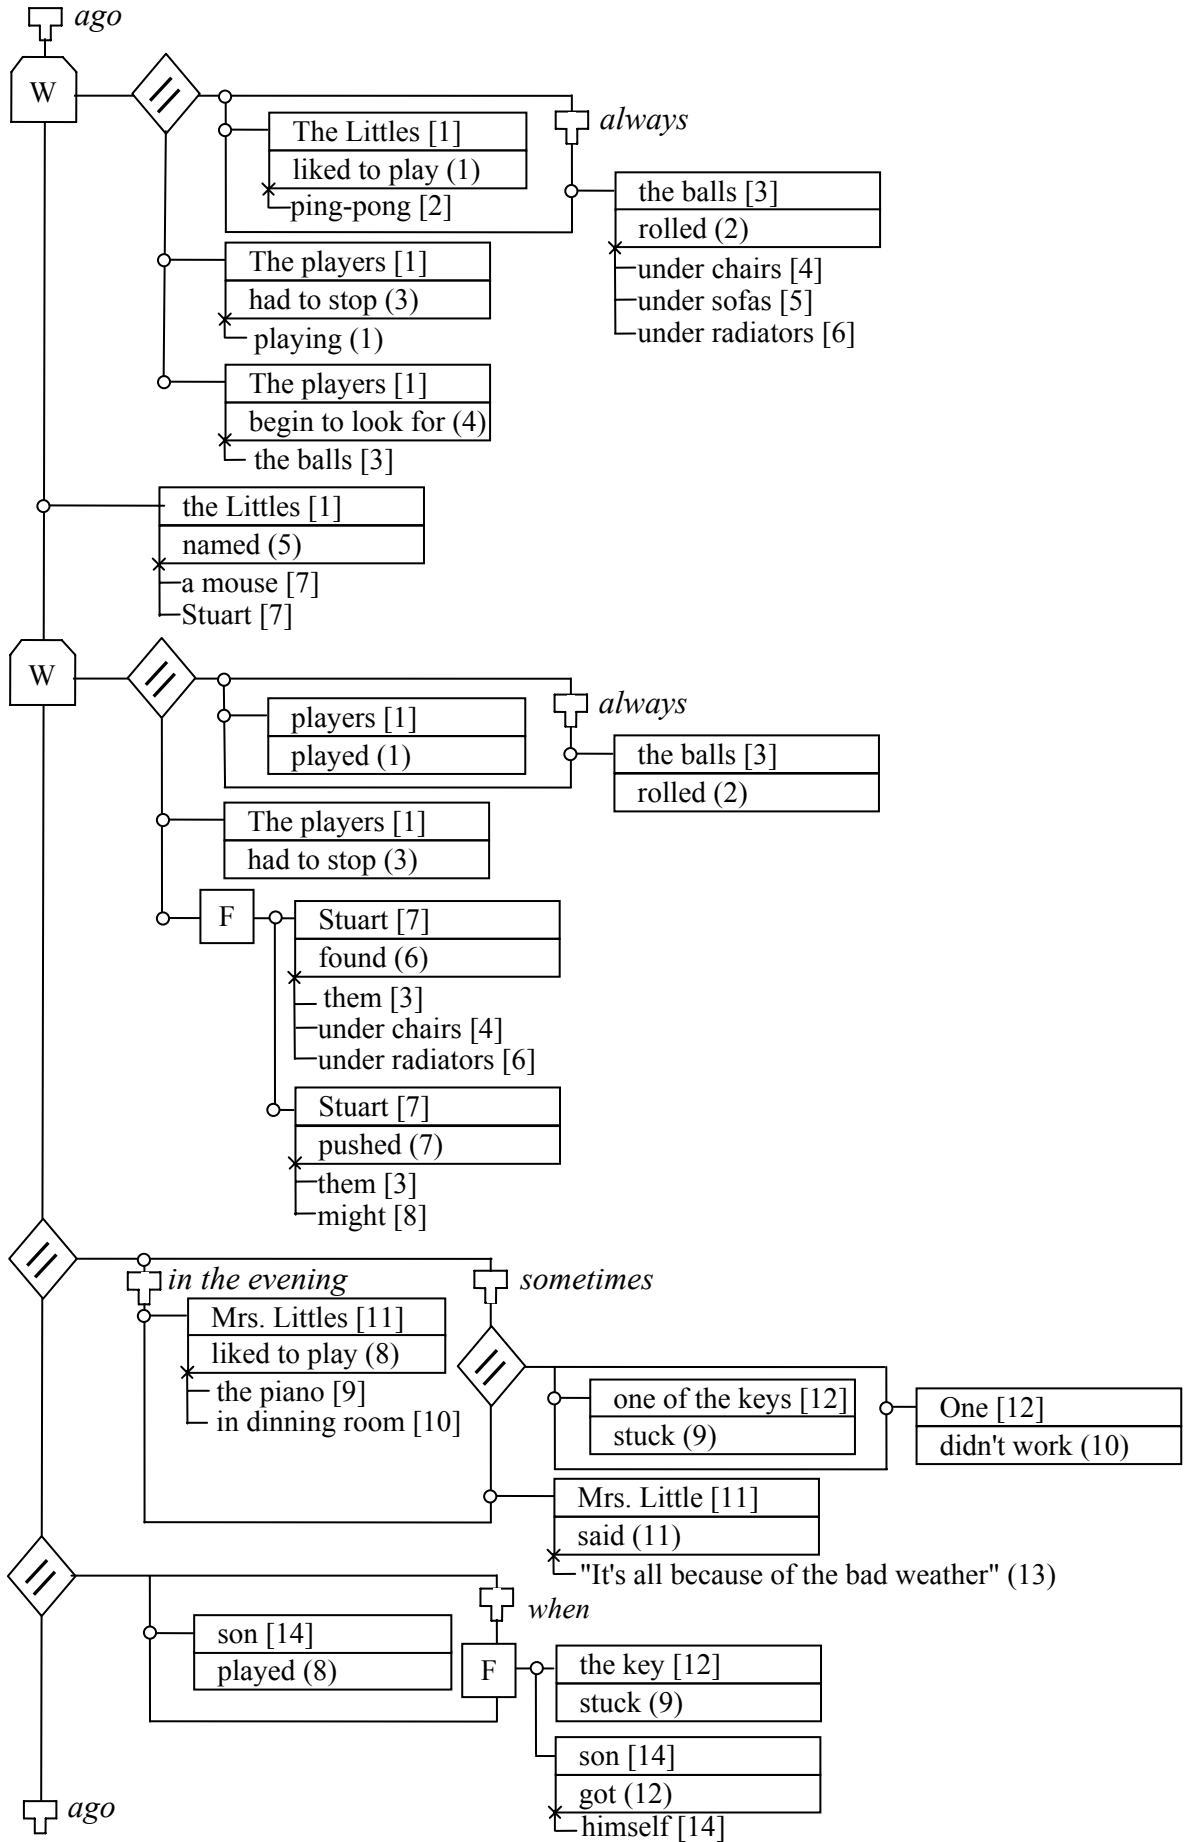 ago
W
The Littles [1]
liked to play (1)
ping-pong [2]
always
the balls [3]
rolled (2)
under chairs [4]
under sofas [5]
under radiators [6]
The players [1]
had to stop (3)
playing (1)
The players [1]
begin to look for (4)
the balls [3]
the Littles [1]
named (5)
a mouse [7]
Stuart [7]
W
players [1]
played (1)
always
the balls [3]
rolled (2)
The players [1]
had to stop (3)
F
Stuart [7]
found (6)
them [3]
under chairs [4]
under radiators [6]
Stuart [7]
pushed (7)
them [3]
might [8]
in the evening
Mrs. Littles [11]
liked to play (8)
the piano [9]
in dinning room [10]
sometimes
one of the keys [12]
stuck (9)
One [12]
didn't work (10)
Mrs. Little [11]
said (11)
"It's all because of the bad weather" (13)
son [14]
played (8)
when
F
the key [12]
stuck (9)
son [14]
got (12)
himself [14]
ago